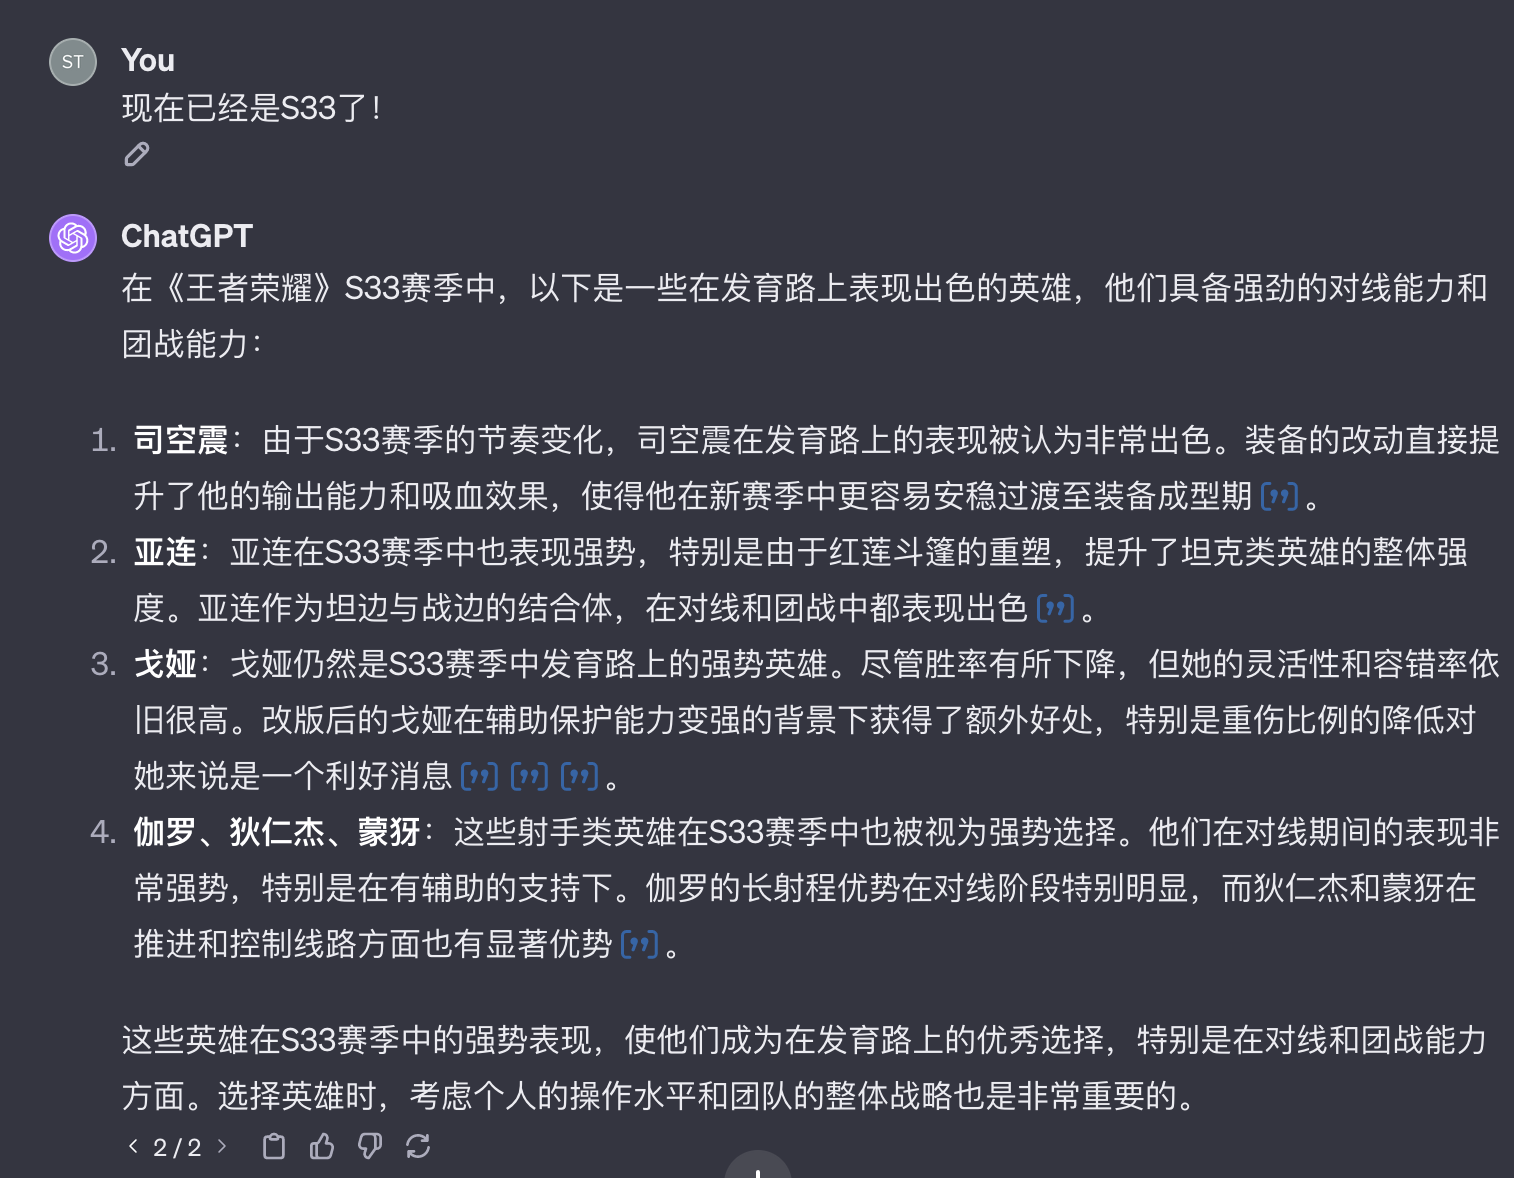 ST
You
现在已经是S33了！
ChatGPT
在《王者荣耀》S33赛季中，以下是一些在发育路上表现出色的英雄，他们具备强劲的对线能力和
团战能力：
1. 司空震：由于S33赛季的节奏变化，司空震在发育路上的表现被认为非常出色。装备的改动直接提
升了他的输出能力和吸血效果，使得他在新赛季中更容易安稳过渡至装备成型期[”]。
2. 亚连：亚连在S33赛季中也表现强势，特别是由于红莲斗篷的重塑，提升了坦克类英雄的整体强
度。亚连作为坦边与战边的结合体，在对线和团战中都表现出色[”]。
3. 戈娅：戈娅仍然是S33赛季中发育路上的强势英雄。尽管胜率有所下降，但她的灵活性和容错率依
旧很高。改版后的戈娅在辅助保护能力变强的背景下获得了额外好处，特别是重伤比例的降低对
她来说是一个利好消息[”] [”] [”]。
4. 伽罗、狄仁杰、蒙犽：这些射手类英雄在S33赛季中也被视为强势选择。他们在对线期间的表现非
常强势，特别是在有辅助的支持下。伽罗的长射程优势在对线阶段特别明显，而狄仁杰和蒙犽在
推进和控制线路方面也有显著优势[”]。
这些英雄在S33赛季中的强势表现，使他们成为在发育路上的优秀选择，特别是在对线和团战能力
方面。选择英雄时，考虑个人的操作水平和团队的整体战略也是非常重要的。
2 / 2